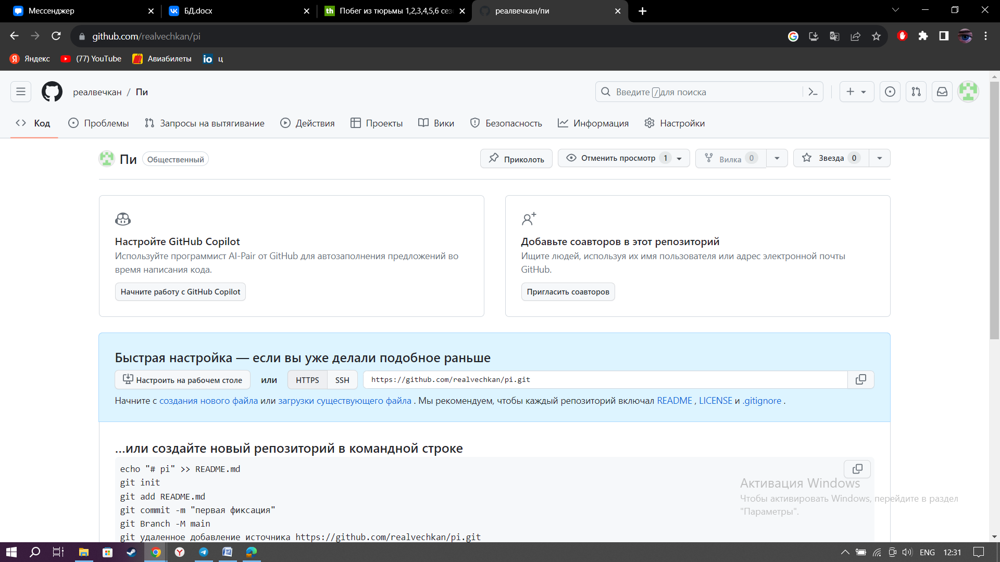 Мессенджер
БД.docx
Побег из тюрьмы 1,2,3,4,5,6 сез
реалвечкан/пи
github.com/realvechkan/pi
Яндекс
(77) YouTube
Авиабилеты
io ц
реалвечкан / Пи
Введите / для поиска
Код
Проблемы
Запросы на вытягивание
Действия
Проекты
Вики
Безопасность
Информация
Настройки
Пи
Общественный
Приколоть
Отменить просмотр 1
Вилка 0
Звезда 0
Настройте GitHub Copilot
Используйте программист AI-Pair от GitHub для автозаполнения предложений во
время написания кода.
Начните работу с GitHub Copilot
Добавьте соавторов в этот репозиторий
Ищите людей, используя их имя пользователя или адрес электронной почты
GitHub.
Пригласить соавторов
Быстрая настройка — если вы уже делали подобное раньше
Настроить на рабочем столе
или
HTTPS
SSH
https://github.com/realvechkan/pi.git
Начните с создания нового файла или загрузки существующего файла . Мы рекомендуем, чтобы каждый репозиторий включал README , LICENSE и .gitignore .
...или создайте новый репозиторий в командной строке
echo "# pi" >> README.md
git init
git add README.md
git commit -m "первая фиксация"
git Branch -M main
git удаленное добавление источника https://github.com/realvechkan/pi.git
Активация Windows
Чтобы активировать Windows, перейдите в раздел
"Параметры".
ENG
12:31